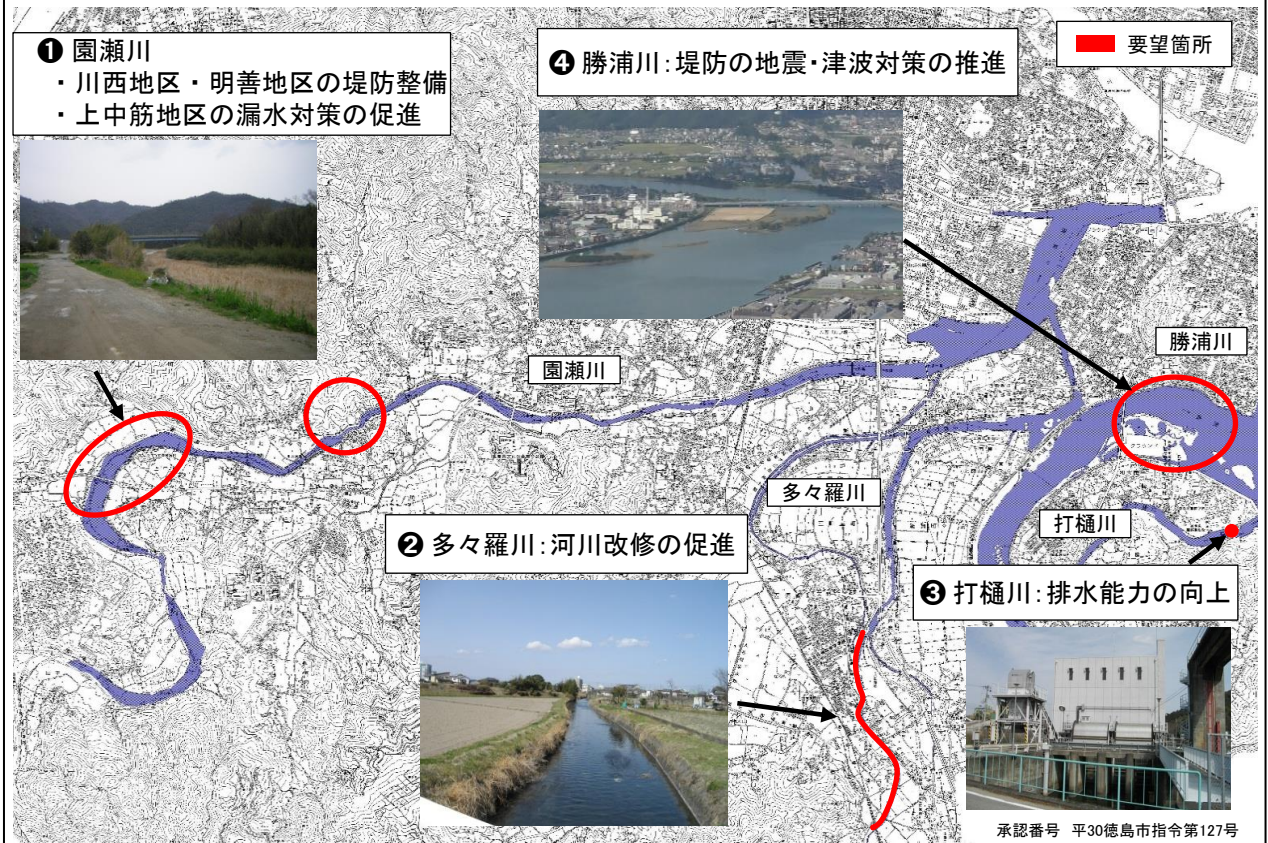 ❶ 園瀬川
・川西地区・明善地区の堤防整備
・上中筋地区の漏水対策の促進
❹ 勝浦川：堤防の地震・津波対策の推進
要望箇所
園瀬川
勝浦川
多々羅川
打樋川
❷ 多々羅川：河川改修の促進
❸ 打樋川：排水能力の向上
承認番号 平30徳島市指令第127号